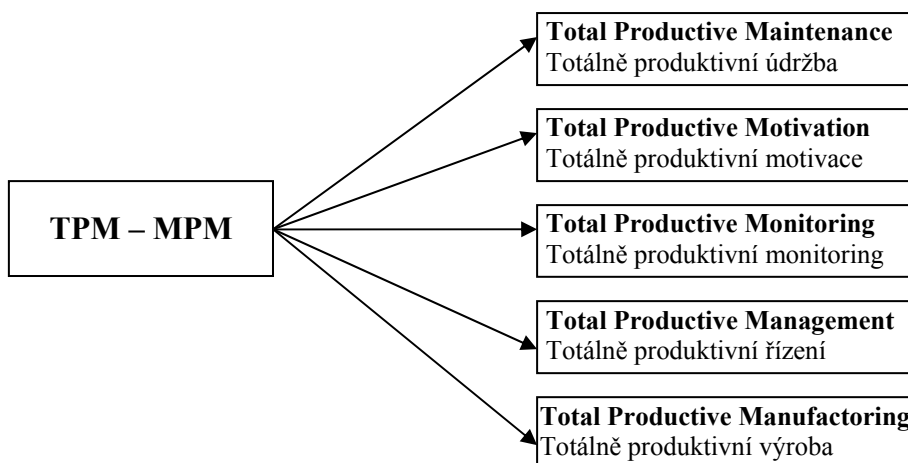 Total Productive Maintenance
Totálně produktivní údržba
Total Productive Motivation
Totálně produktivní motivace
TPM – MPM
Total Productive Monitoring
Totálně produktivní monitoring
Total Productive Management
Totálně produktivní řízení
Total Productive Manufactoring
Totálně produktivní výroba